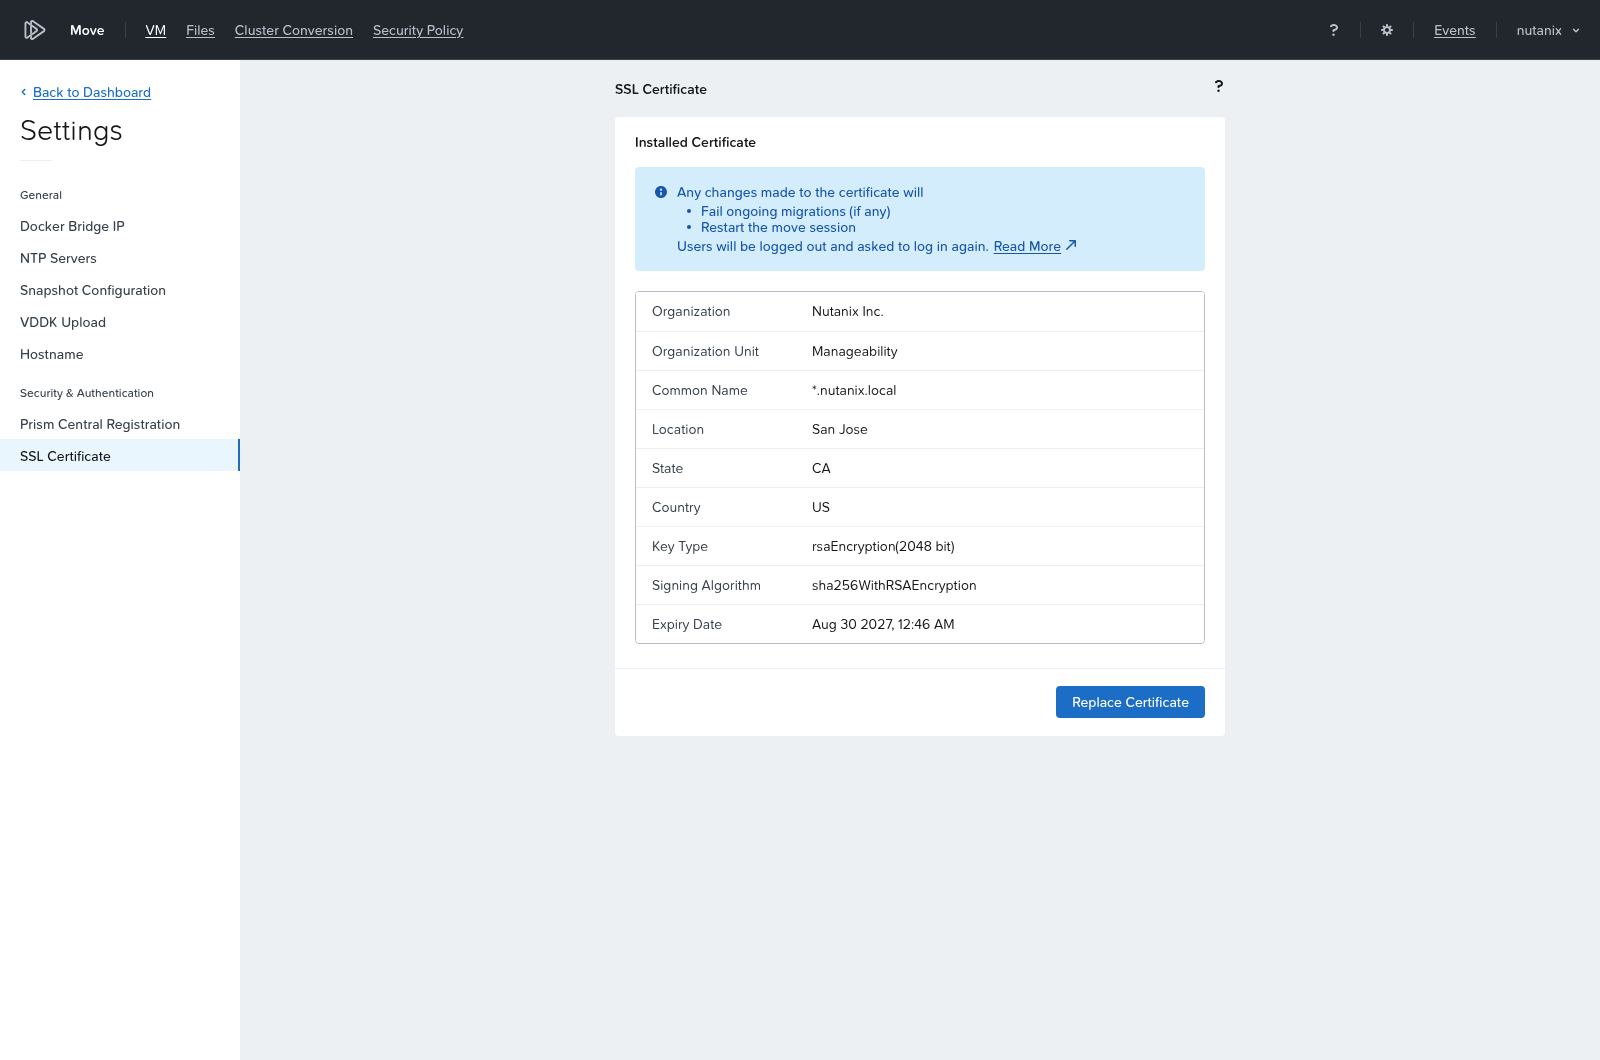 Move
VM
Files
Cluster Conversion
Security Policy
?
Events
nutanix
Back to Dashboard
Settings
General
Docker Bridge IP
NTP Servers
Snapshot Configuration
VDDK Upload
Hostname
Security & Authentication
Prism Central Registration
SSL Certificate
SSL Certificate
?
Installed Certificate
Any changes made to the certificate will
• Fail ongoing migrations (if any)
• Restart the move session
Users will be logged out and asked to log in again. Read More
Organization Nutanix Inc.
Organization Unit Manageability
Common Name *.nutanix.local
Location San Jose
State CA
Country US
Key Type rsaEncryption(2048 bit)
Signing Algorithm sha256WithRSAEncryption
Expiry Date Aug 30 2027, 12:46 AM
Replace Certificate